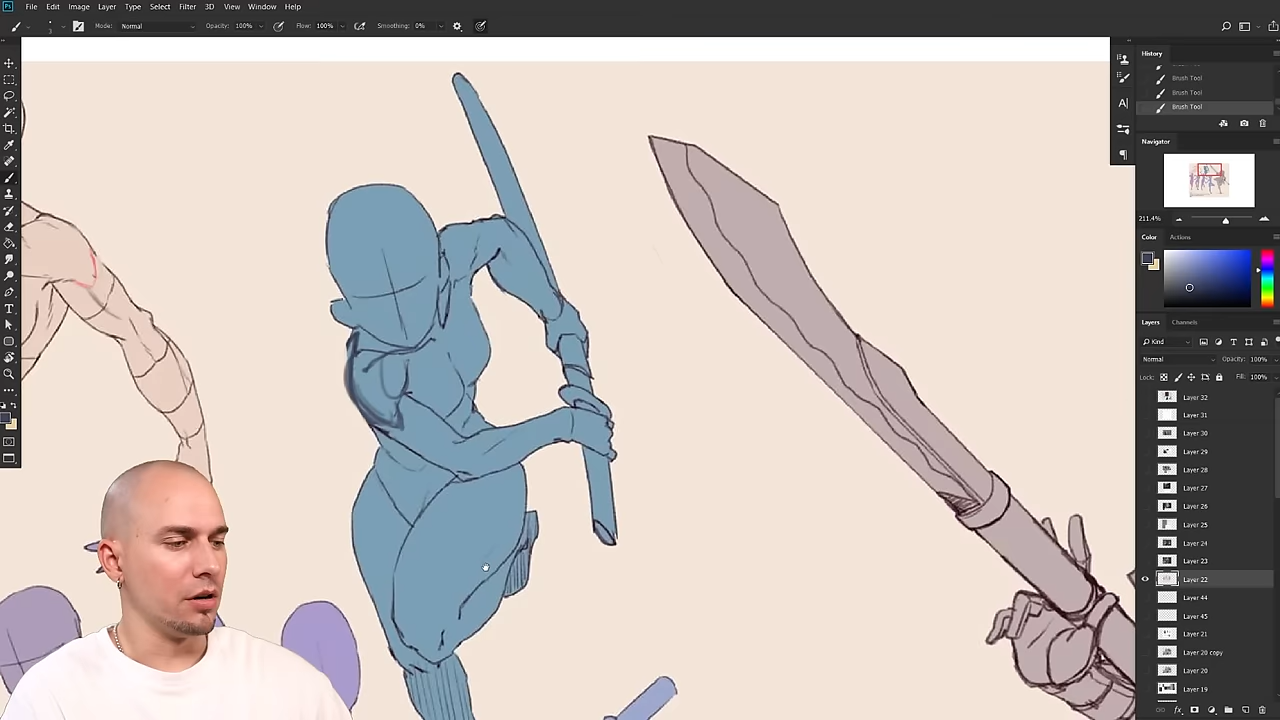 Ps File Edit Image Layer Type Select Filter 3D View Window Help
3 Mode: Normal Opacity: 100% Flow: 100% Smoothing: 0%
History
Brush Tool
Brush Tool
Brush Tool
Navigator
211.4%
Color Actions
Layers Channels
Kind
Normal Opacity: 100%
Lock: Fill: 100%
Layer 32
Layer 31
Layer 30
Layer 29
Layer 28
Layer 27
Layer 26
Layer 25
Layer 24
Layer 23
Layer 22
Layer 44
Layer 45
Layer 21
Layer 20 copy
Layer 20
Layer 19